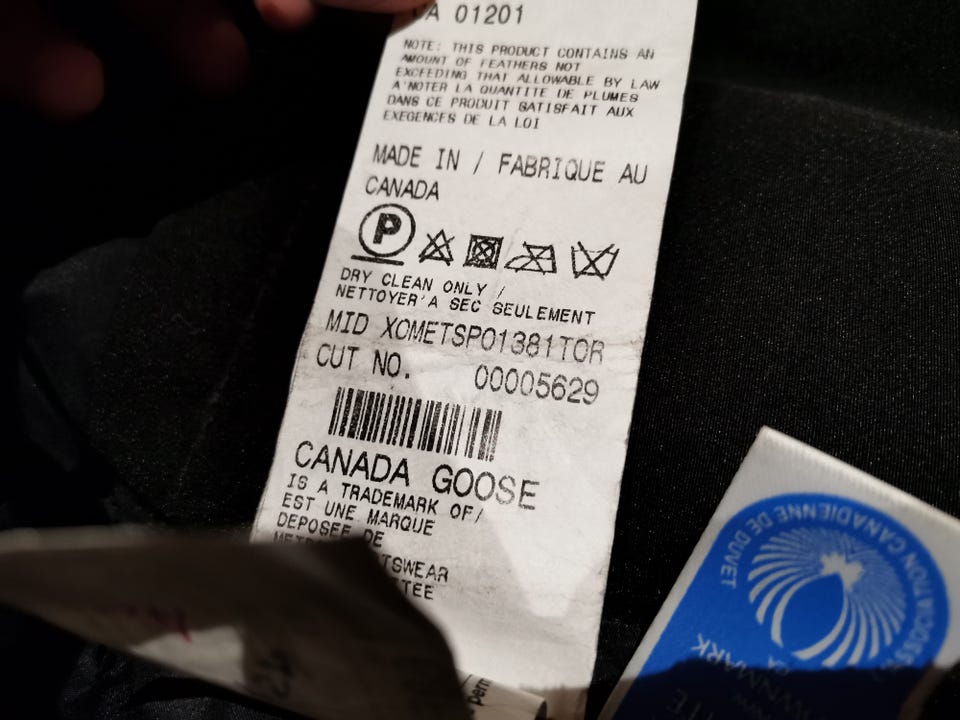 CA 01201
NOTE: THIS PRODUCT CONTAINS AN
AMOUNT OF FEATHERS NOT
EXCEEDING THAT ALLOWABLE BY LAW
A'NOTER LA QUANTITE DE PLUMES
DANS CE PRODUIT SATISFAIT AUX
EXEGENCES DE LA LOI
MADE IN / FABRIQUE AU
CANADA
P
DRY CLEAN ONLY /
NETTOYER'A SEC SEULEMENT
MID XOMETSPO1381TOR
CUT NO. 00005629
CANADA GOOSE
IS A TRADEMARK OF/
EST UNE MARQUE
DEPOSEE DE
TSWEAR
TEE
ASSOCIATION CANADIENNE DE DUVET